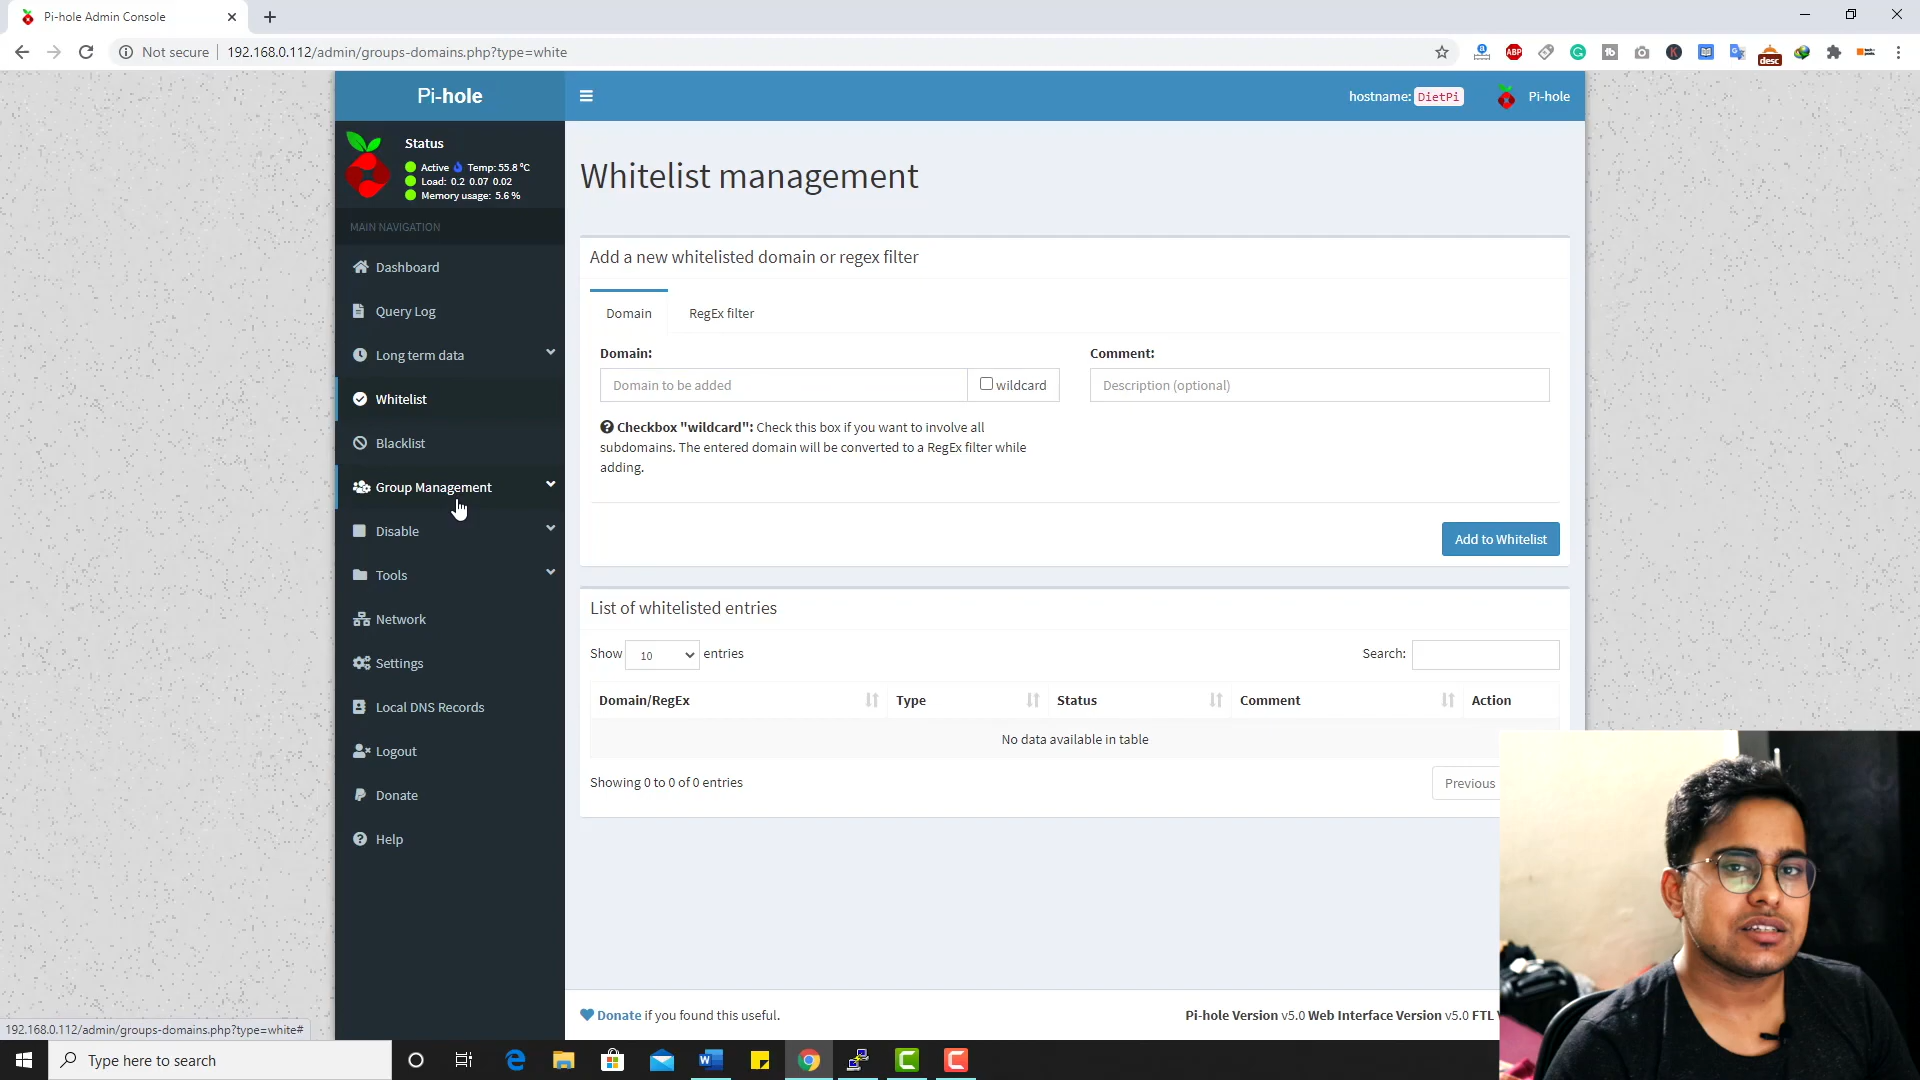 Pi-hole Admin Console
Not secure
192.168.0.112/admin/groups-domains.php?type=white
ABP
desc
Pi-hole
hostname: DietPi
Pi-hole
Status
Active Temp: 55.8 °C
Load: 0.2 0.07 0.02
Memory usage: 5.6 %
MAIN NAVIGATION
Dashboard
Query Log
Long term data
Whitelist
Blacklist
Group Management
Disable
Tools
Network
Settings
Local DNS Records
Logout
Donate
Help
Whitelist management
Add a new whitelisted domain or regex filter
Domain
RegEx filter
Domain:
Comment:
Domain to be added
wildcard
Description (optional)
Checkbox "wildcard": Check this box if you want to involve all
subdomains. The entered domain will be converted to a RegEx filter while
adding.
Add to Whitelist
List of whitelisted entries
Show 10 entries
Search:
Domain/RegEx Type Status Comment Action
No data available in table
Showing 0 to 0 of 0 entries
Previous
Donate if you found this useful.
Pi-hole Version v5.0 Web Interface Version v5.0 FTL
192.168.0.112/admin/groups-domains.php?type=white#
Type here to search